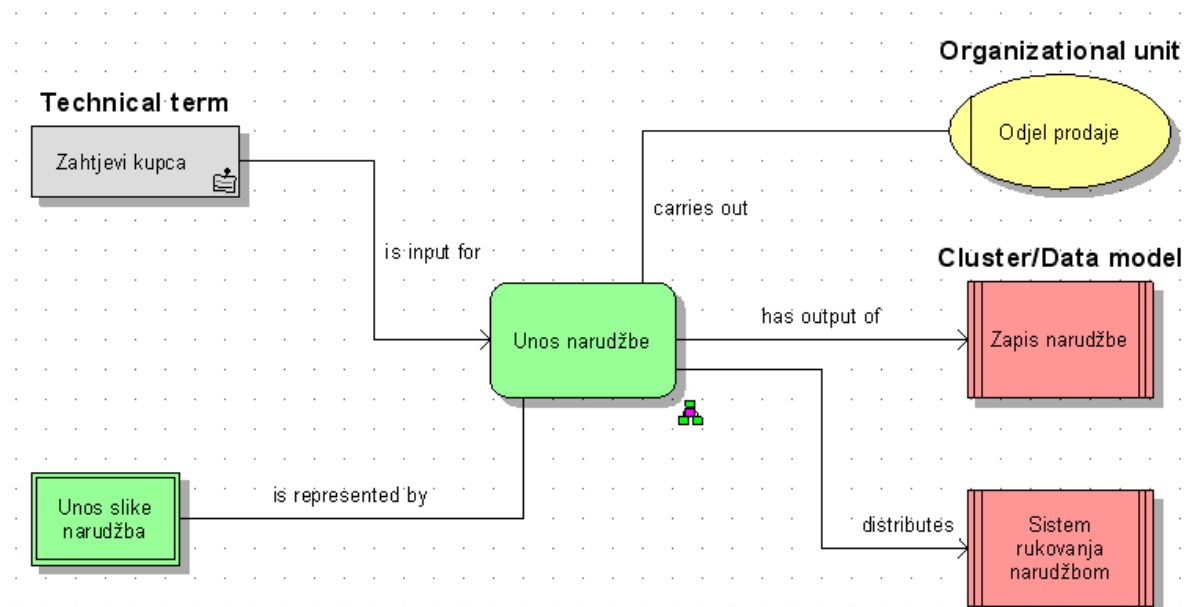 Organizational unit
Technical term
Odjel prodaje
Zahtjevi kupca
carries out
is input for
Cluster/Data model
has output of
Unos narudžbe
Zapis narudžbe
is represented by
Unos slike
narudžba
distributes
Sistem
rukovanja
narudžbom